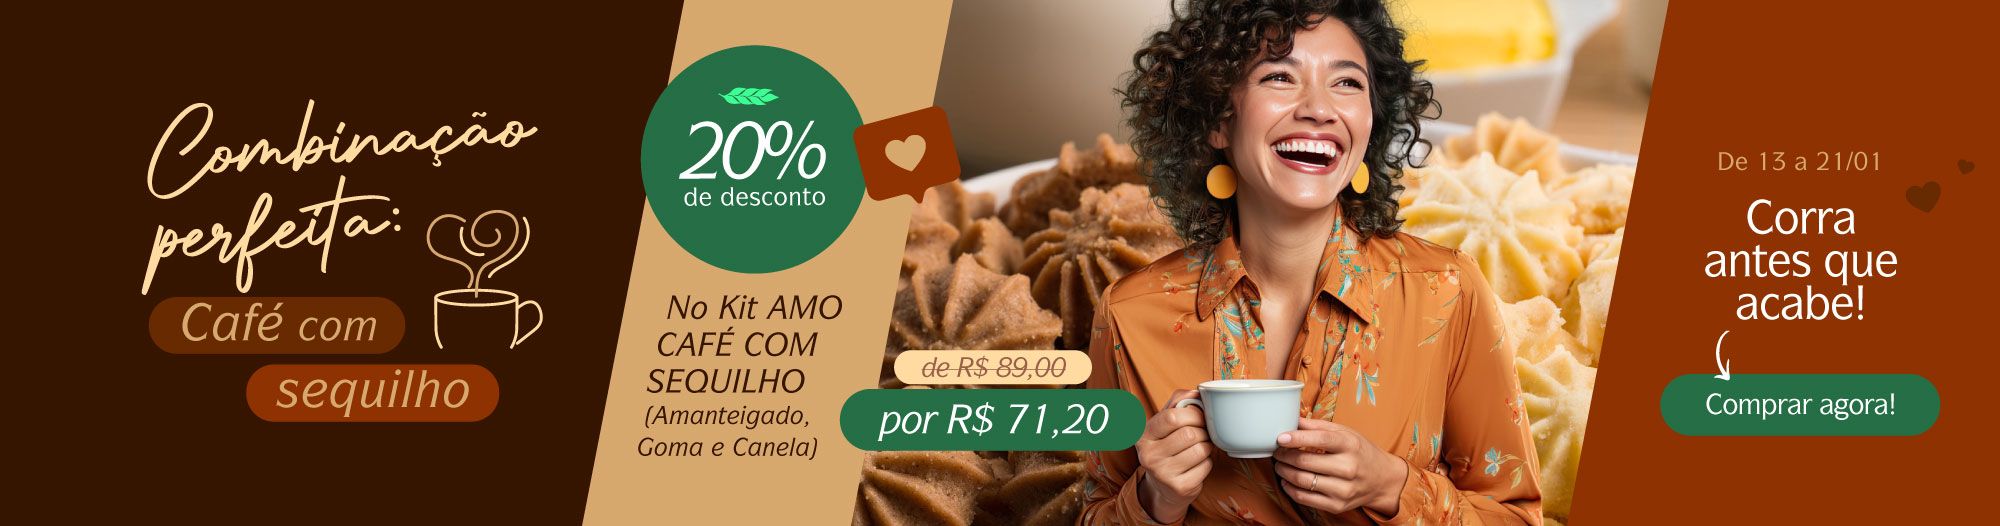 Combinação
perfeita:
Café com
sequilho
20%
de desconto
No Kit AMO
CAFÉ COM
SEQUILHO
(Amanteigado,
Goma e Canela)
de R$ 89,00
por R$ 71,20
De 13 a 21/01
Corra
antes que
acabe!
Comprar agora!